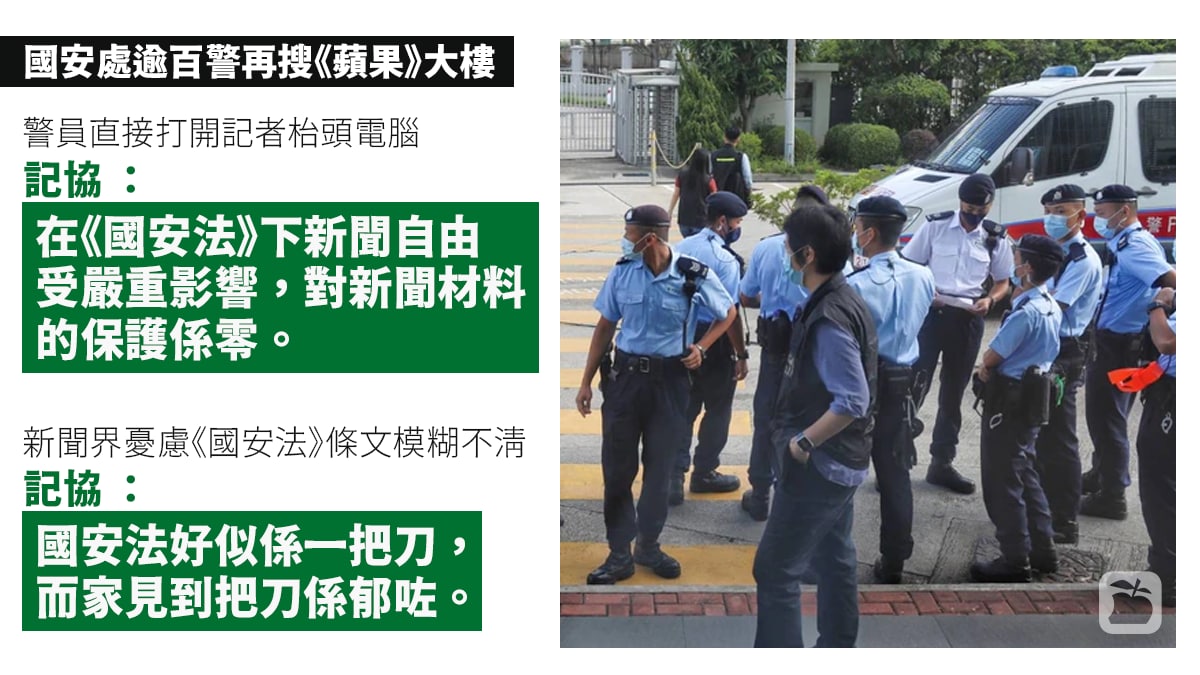 國安處逾百警再搜《蘋果》大樓
警員直接打開記者枱頭電腦
記協：
在《國安法》下新聞自由
受嚴重影響，對新聞材料
的保護係零。
新聞界憂慮《國安法》條文模糊不清
記協：
國安法好似係一把刀，
而家見到把刀係郁咗。
警